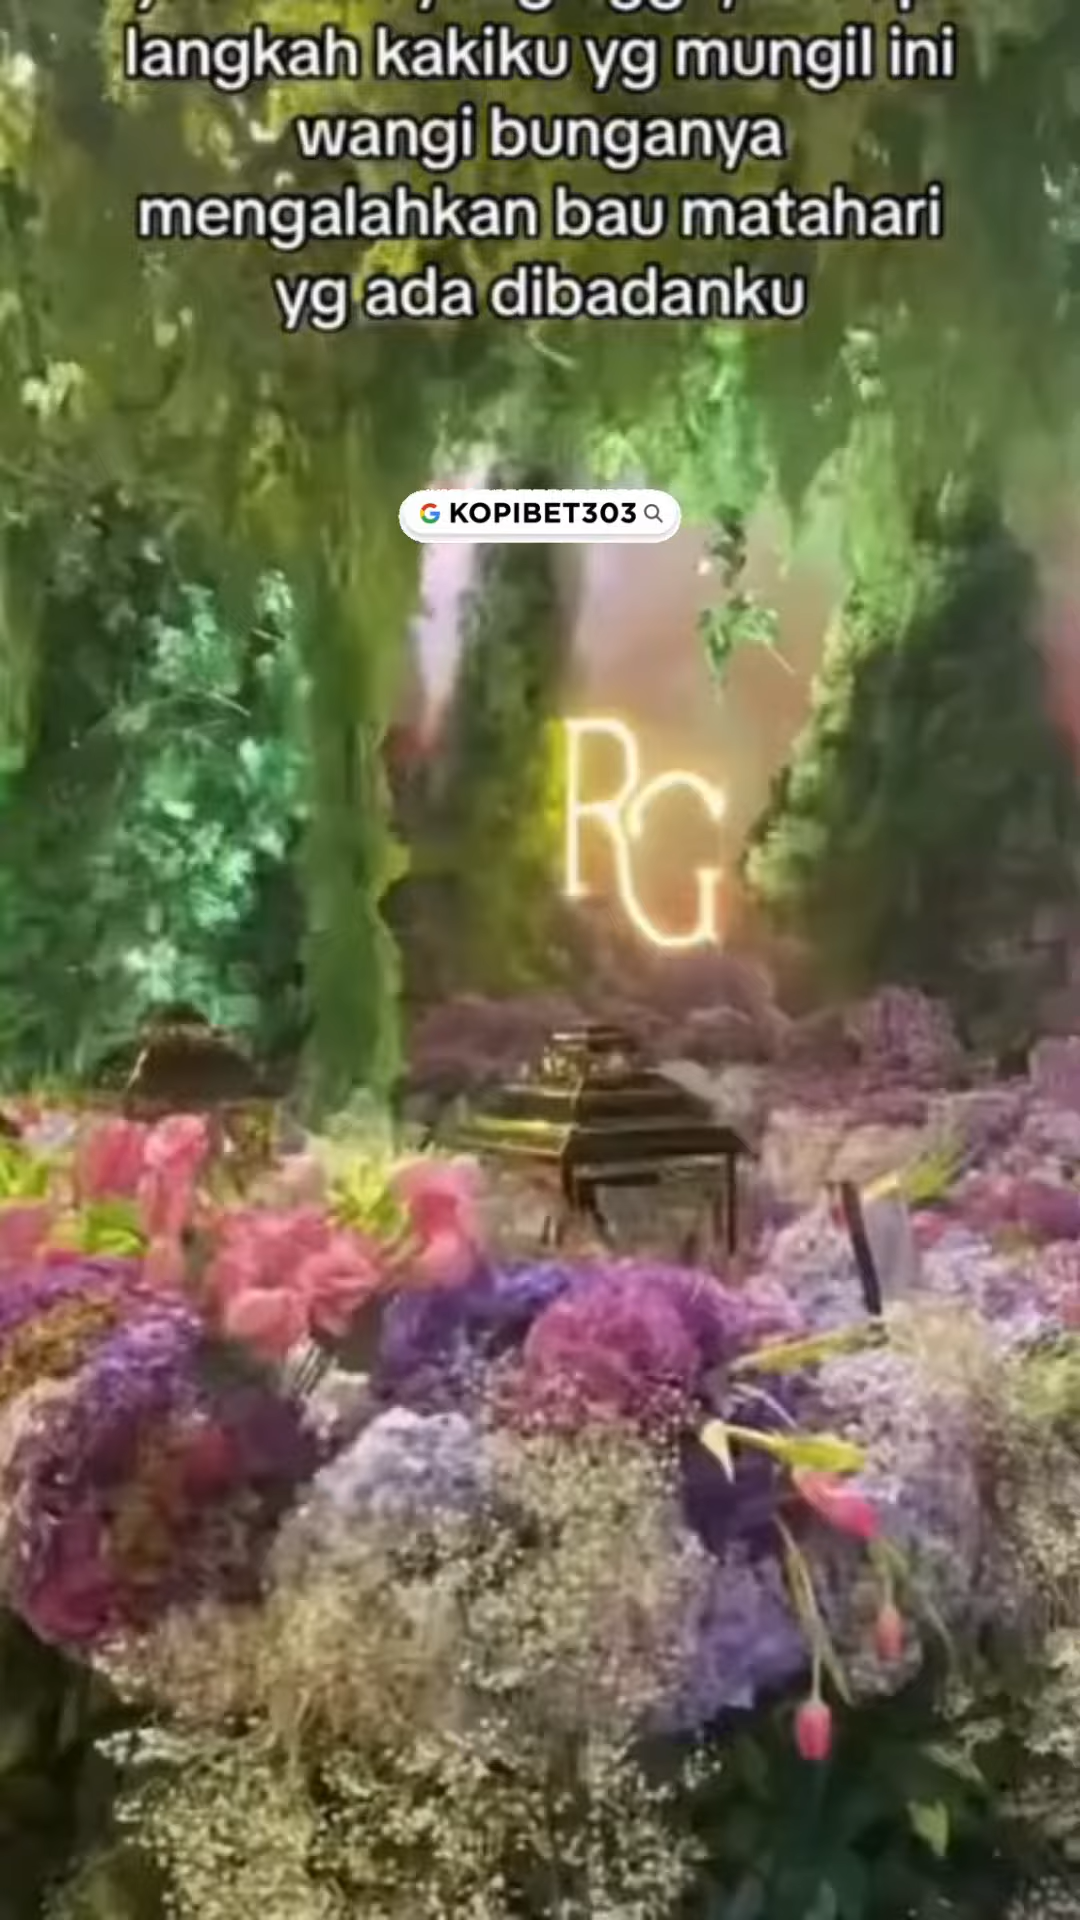 langkah kakiku yg mungil ini
wangi bunganya
mengalahkan bau matahari
yg ada dibadanku
G KOPIBET303
RG